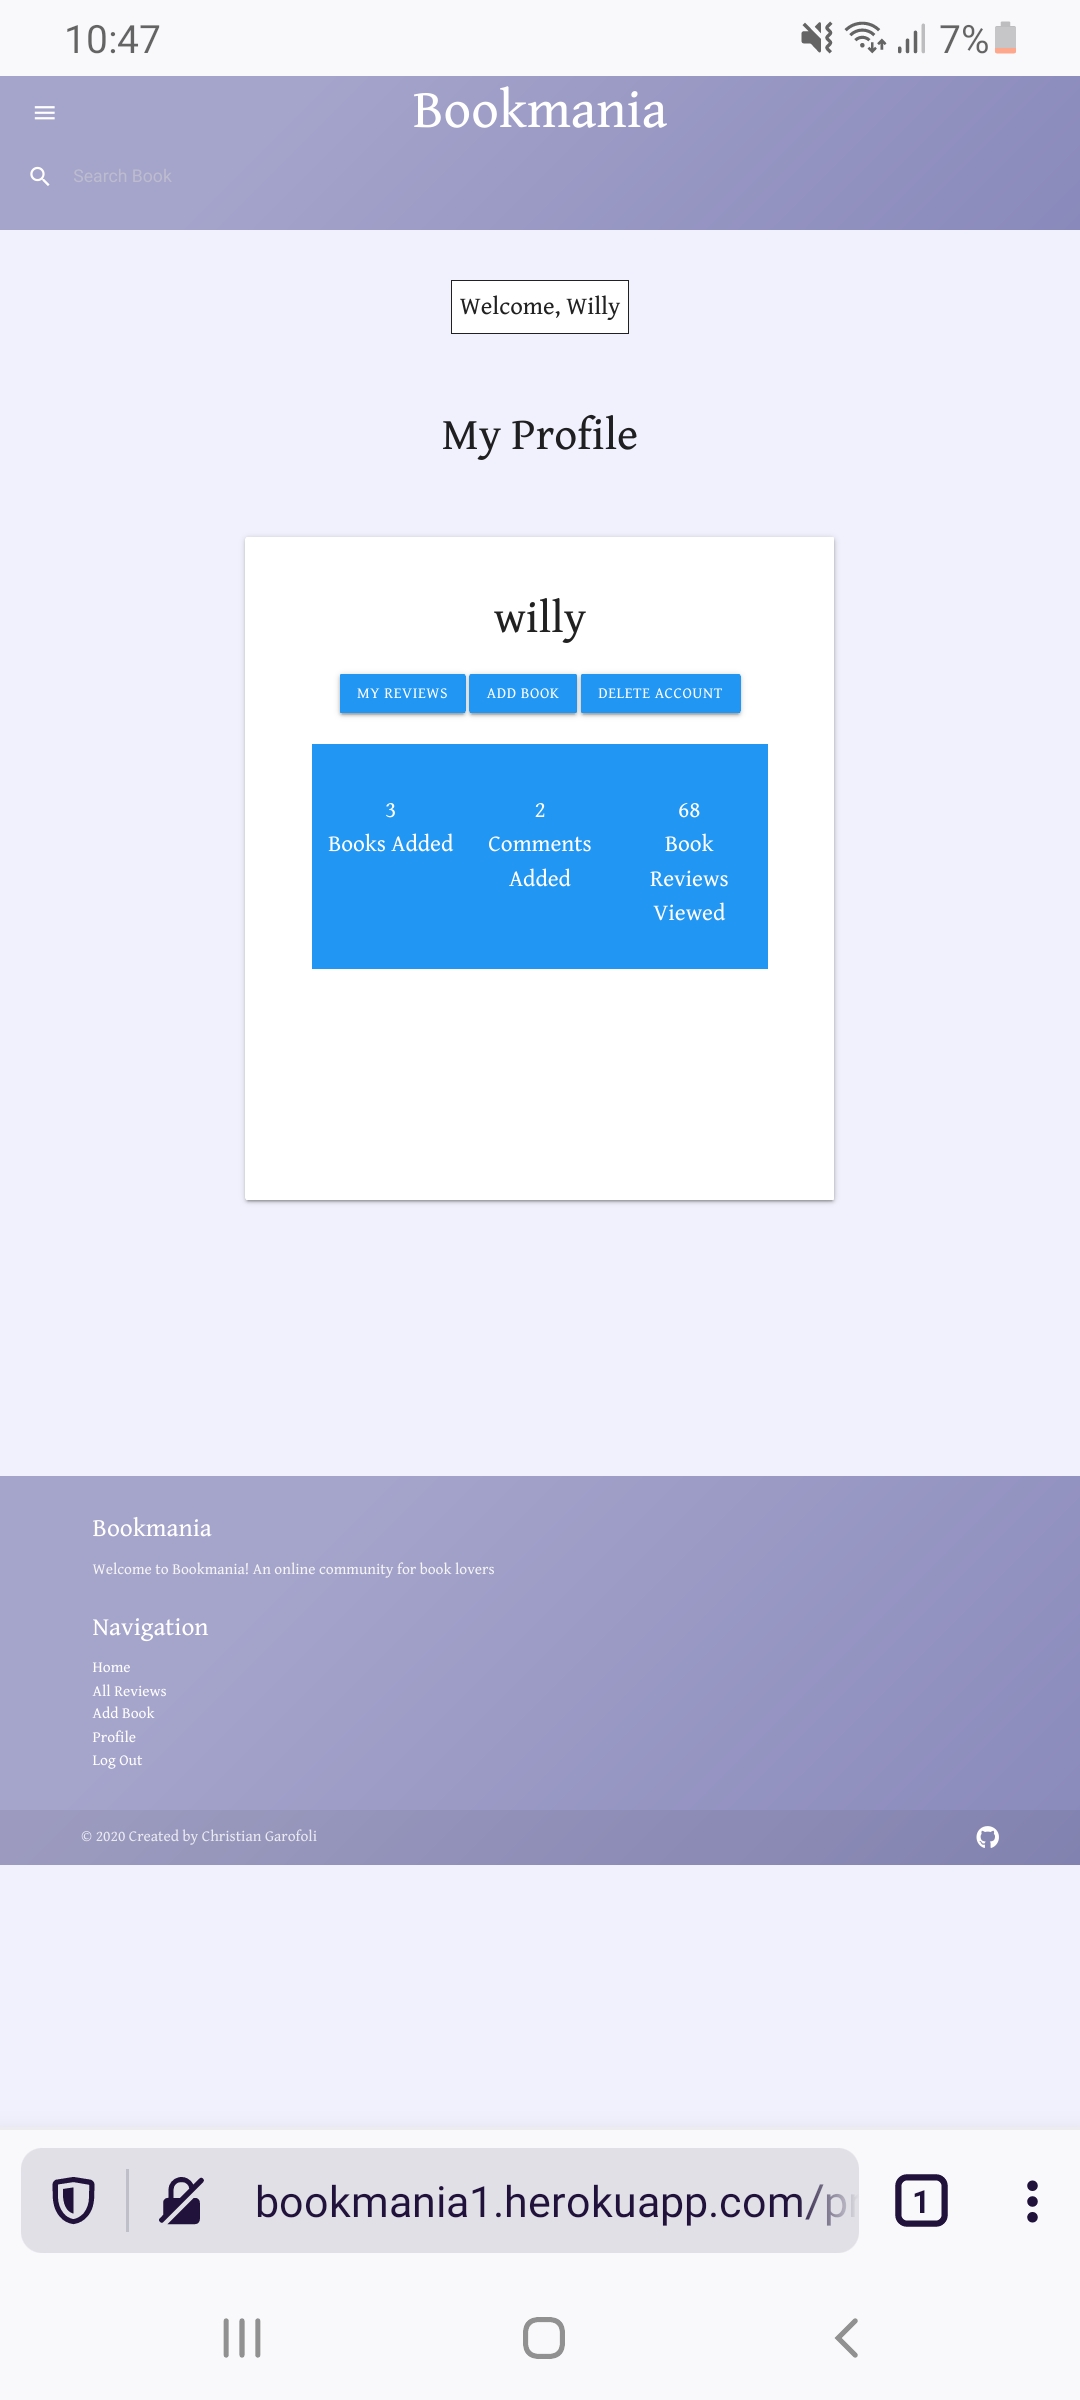 10:47
7%
Bookmania
Search Book
Welcome, Willy
My Profile
willy
MY REVIEWS
ADD BOOK
DELETE ACCOUNT
3
Books Added
2
Comments
Added
68
Book
Reviews
Viewed
Bookmania
Welcome to Bookmania! An online community for book lovers
Navigation
Home
All Reviews
Add Book
Profile
Log Out
© 2020 Created by Christian Garofoli
bookmania1.herokuapp.com/pr
1